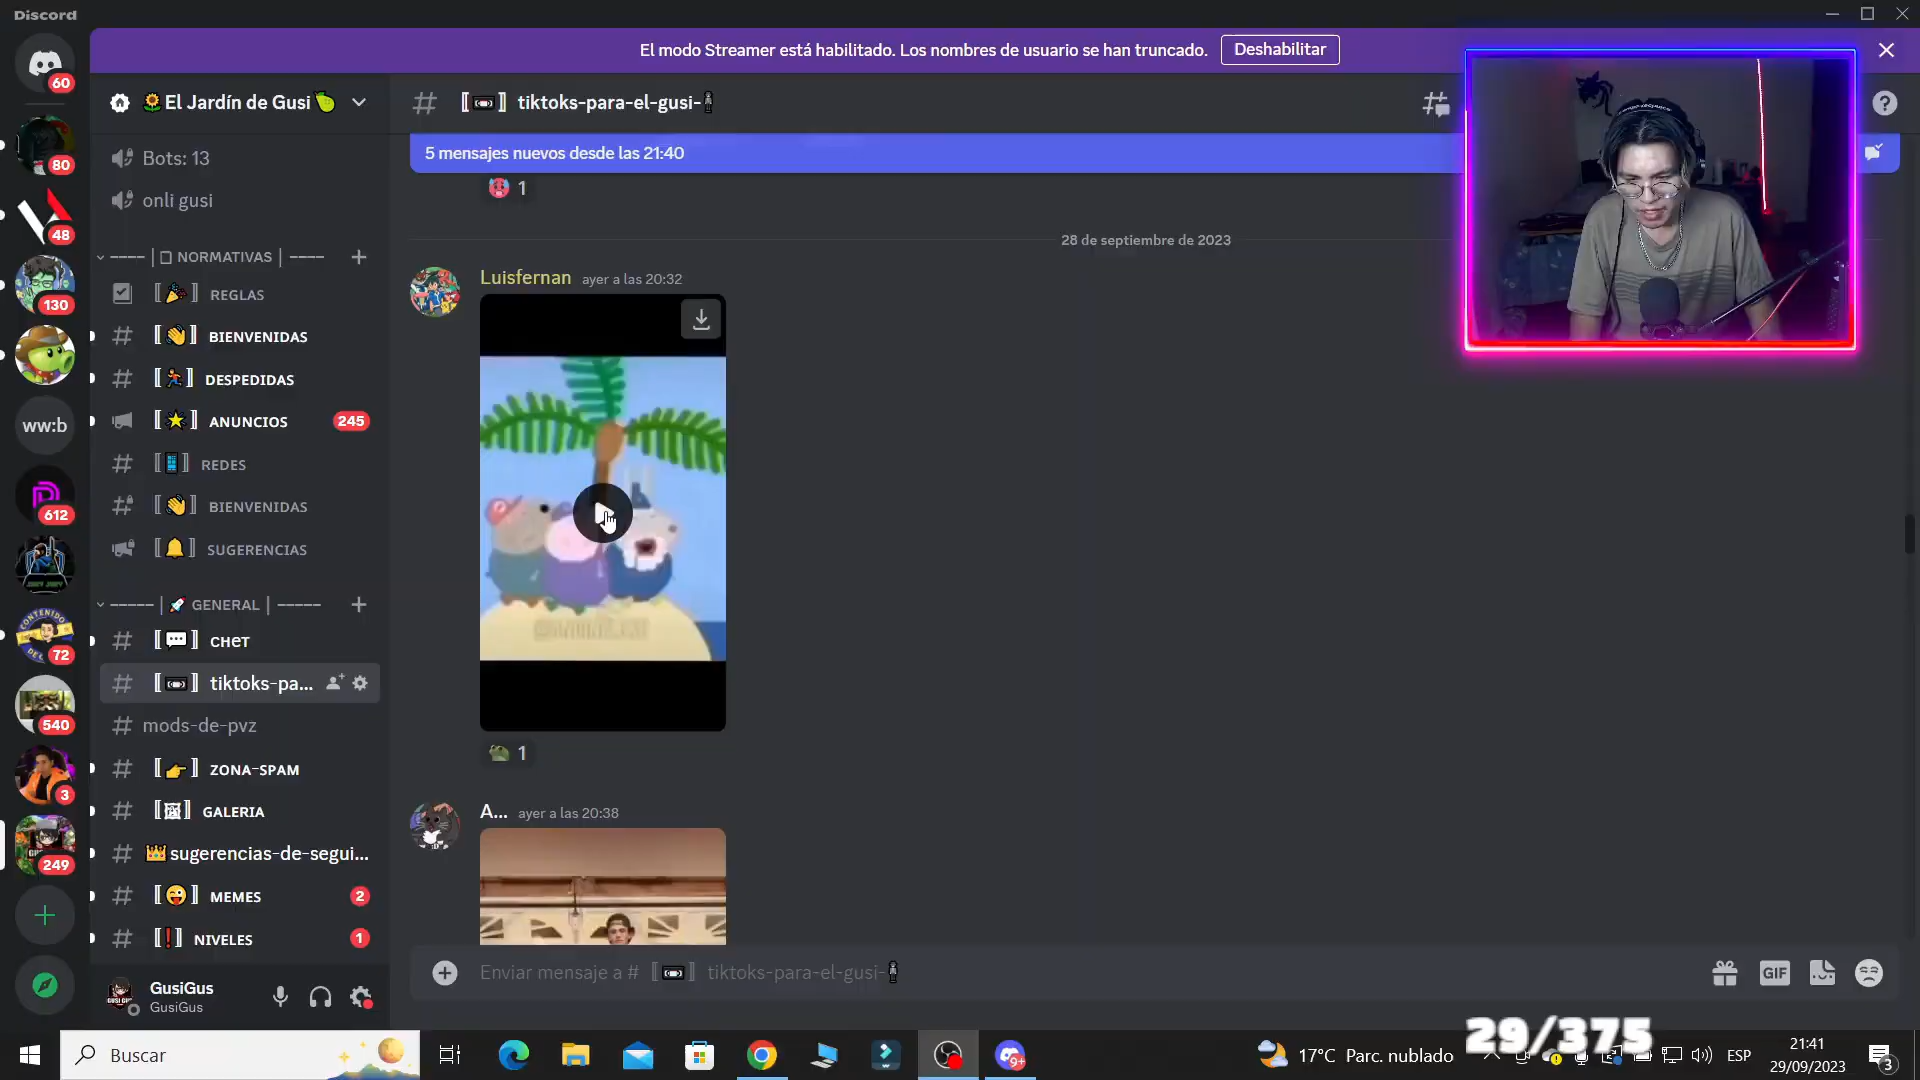 Discord
El modo Streamer está habilitado. Los nombres de usuario se han truncado.
Deshabilitar
60
80
48
130
ww:b
612
72
540
3
249
El Jardín de Gusi
Bots: 13
onli gusi
NORMATIVAS
REGLAS
BIENVENIDAS
DESPEDIDAS
ANUNCIOS 245
REDES
BIENVENIDAS
SUGERENCIAS
GENERAL
CHET
tiktoks-pa...
mods-de-pvz
ZONA-SPAM
GALERIA
sugerencias-de-segui...
MEMES 2
NIVELES 1
GusiGus
GusiGus
tiktoks-para-el-gusi-
5 mensajes nuevos desde las 21:40
1
28 de septiembre de 2023
Luisfernan ayer a las 20:32
1
A... ayer a las 20:38
Enviar mensaje a # tiktoks-para-el-gusi-
GIF
29/375
Buscar
9+
17°C Parc. nublado
ESP
21:41
29/09/2023
3